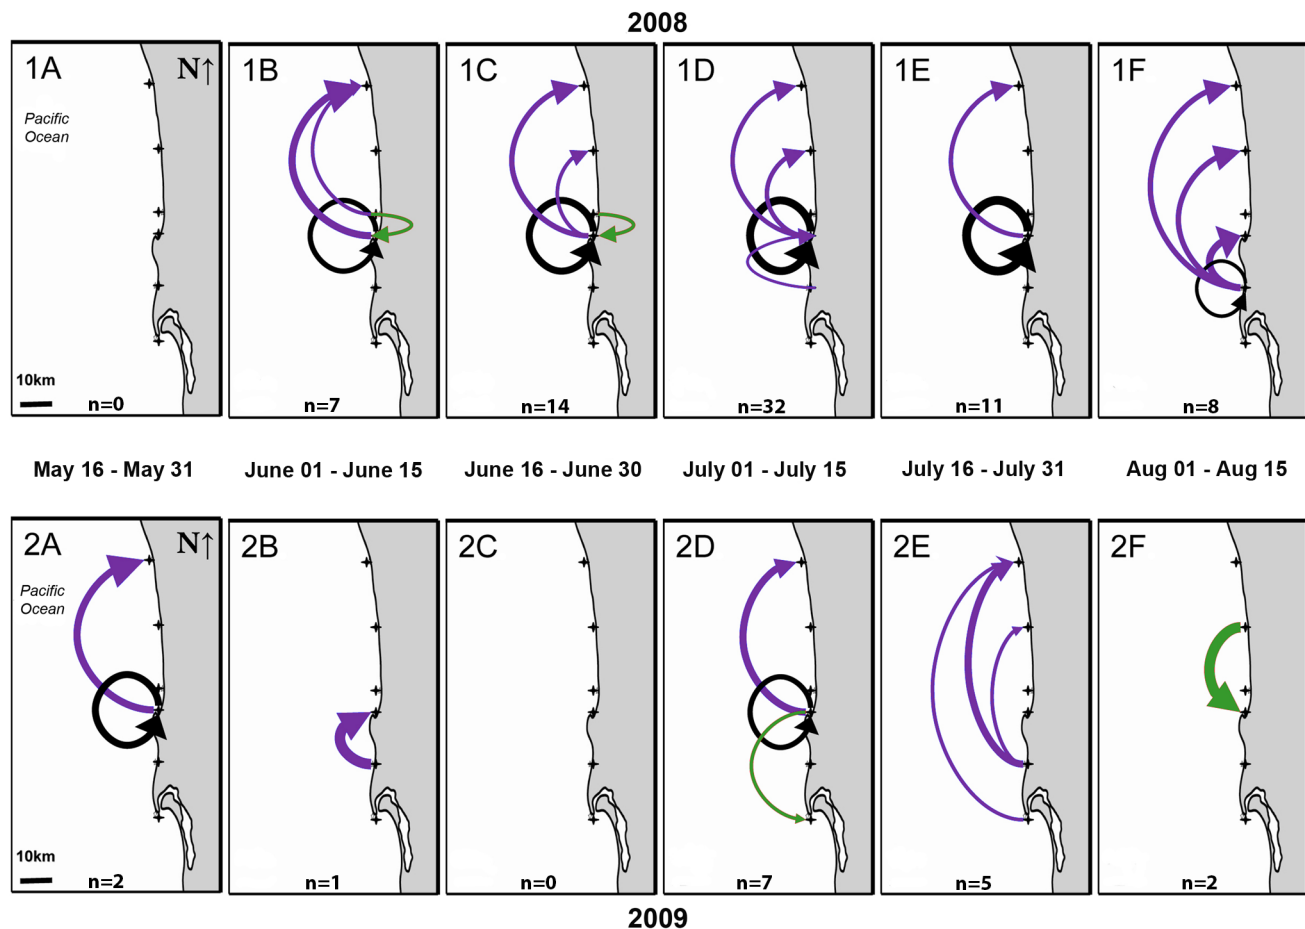 2008
1A
N↑
Pacific
Ocean
10km
n=0
1B
n=7
1C
n=14
1D
n=32
1E
n=11
1F
n=8
May 16 - May 31
June 01 - June 15
June 16 - June 30
July 01 - July 15
July 16 - July 31
Aug 01 - Aug 15
2A
N↑
Pacific
Ocean
10km
n=2
2B
n=1
2C
n=0
2D
n=7
2E
n=5
2F
n=2
2009